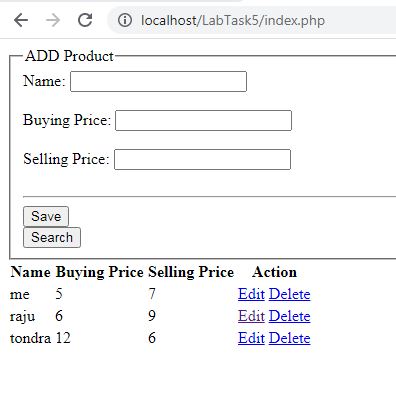 localhost/LabTask5/index.php
ADD Product
Name:
Buying Price:
Selling Price:
Save
Search
Name Buying Price Selling Price Action
me 5 7 Edit Delete
raju 6 9 Edit Delete
tondra 12 6 Edit Delete